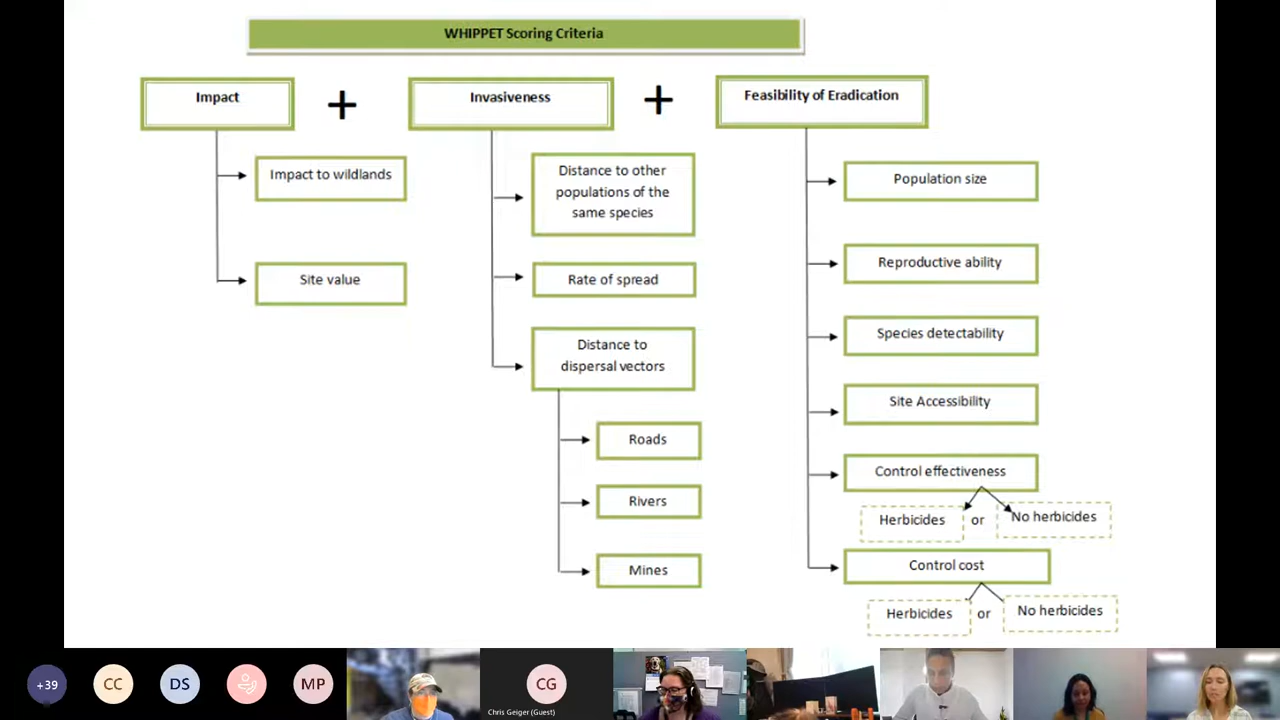 WHIPPET Scoring Criteria
Impact
+
Invasiveness
+
Feasibility of Eradication
Impact to wildlands
Site value
Distance to other
populations of the
same species
Rate of spread
Distance to
dispersal vectors
Roads
Rivers
Mines
Population size
Reproductive ability
Species detectability
Site Accessibility
Control effectiveness
Herbicides or No herbicides
Control cost
Herbicides or No herbicides
+39
CC
DS
MP
CG
Chris Geiger (Guest)